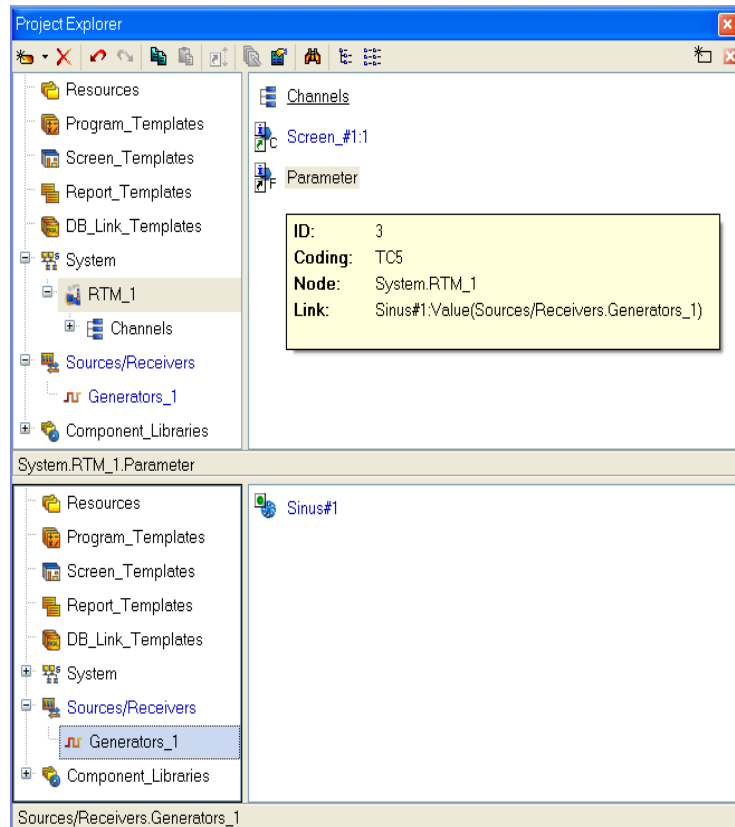 Project Explorer
Resources
Program_Templates
Screen_Templates
Report_Templates
DB_Link_Templates
System
RTM_1
Channels
Sources/Receivers
Generators_1
Component_Libraries
Channels
Screen_#1:1
Parameter
ID: 3
Coding: TC5
Node: System.RTM_1
Link: Sinus#1:Value(Sources/Receivers.Generators_1)
System.RTM_1.Parameter
Resources
Program_Templates
Screen_Templates
Report_Templates
DB_Link_Templates
System
Sources/Receivers
Generators_1
Component_Libraries
Sinus#1
Sources/Receivers.Generators_1